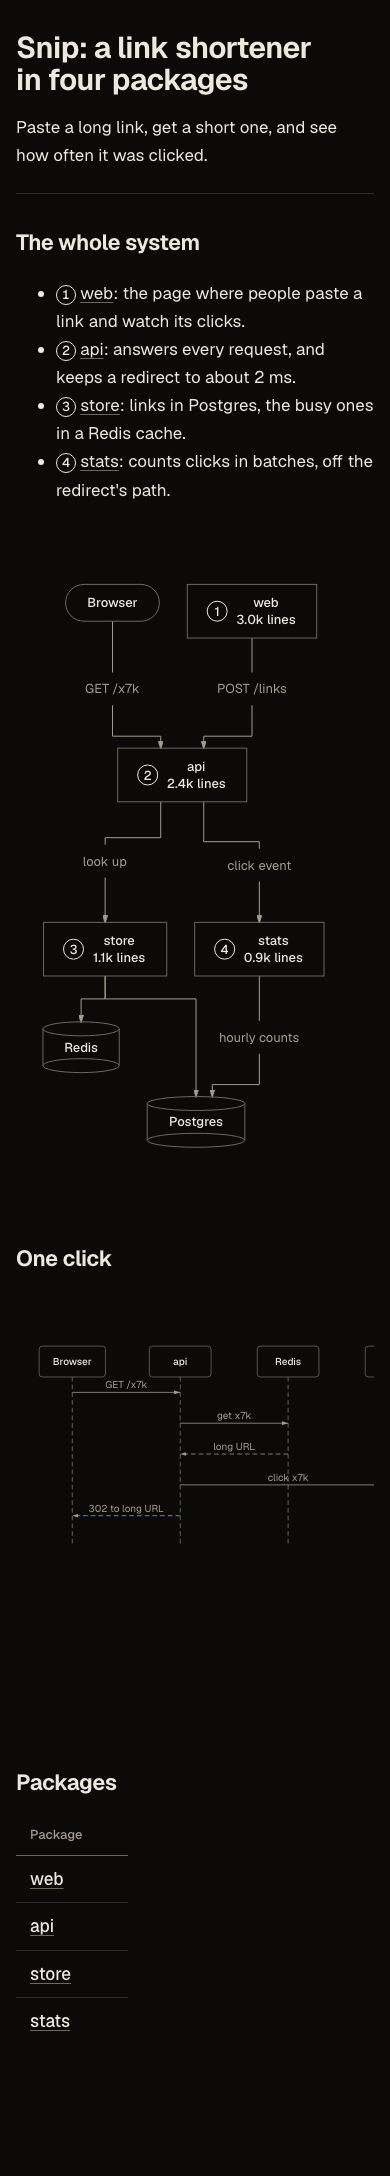 Snip: a link shortener
in four packages
Paste a long link, get a short one, and see
how often it was clicked.
The whole system
1 web: the page where people paste a
link and watch its clicks.
2 api: answers every request, and
keeps a redirect to about 2 ms.
3 store: links in Postgres, the busy ones
in a Redis cache.
4 stats: counts clicks in batches, off the
redirect's path.
Browser
1 web
3.0k lines
GET /x7k
POST /links
2 api
2.4k lines
look up
click event
3 store
1.1k lines
4 stats
0.9k lines
Redis
hourly counts
Postgres
One click
Browser
api
Redis
GET /x7k
get x7k
long URL
click x7k
302 to long URL
Packages
Package
web
api
store
stats